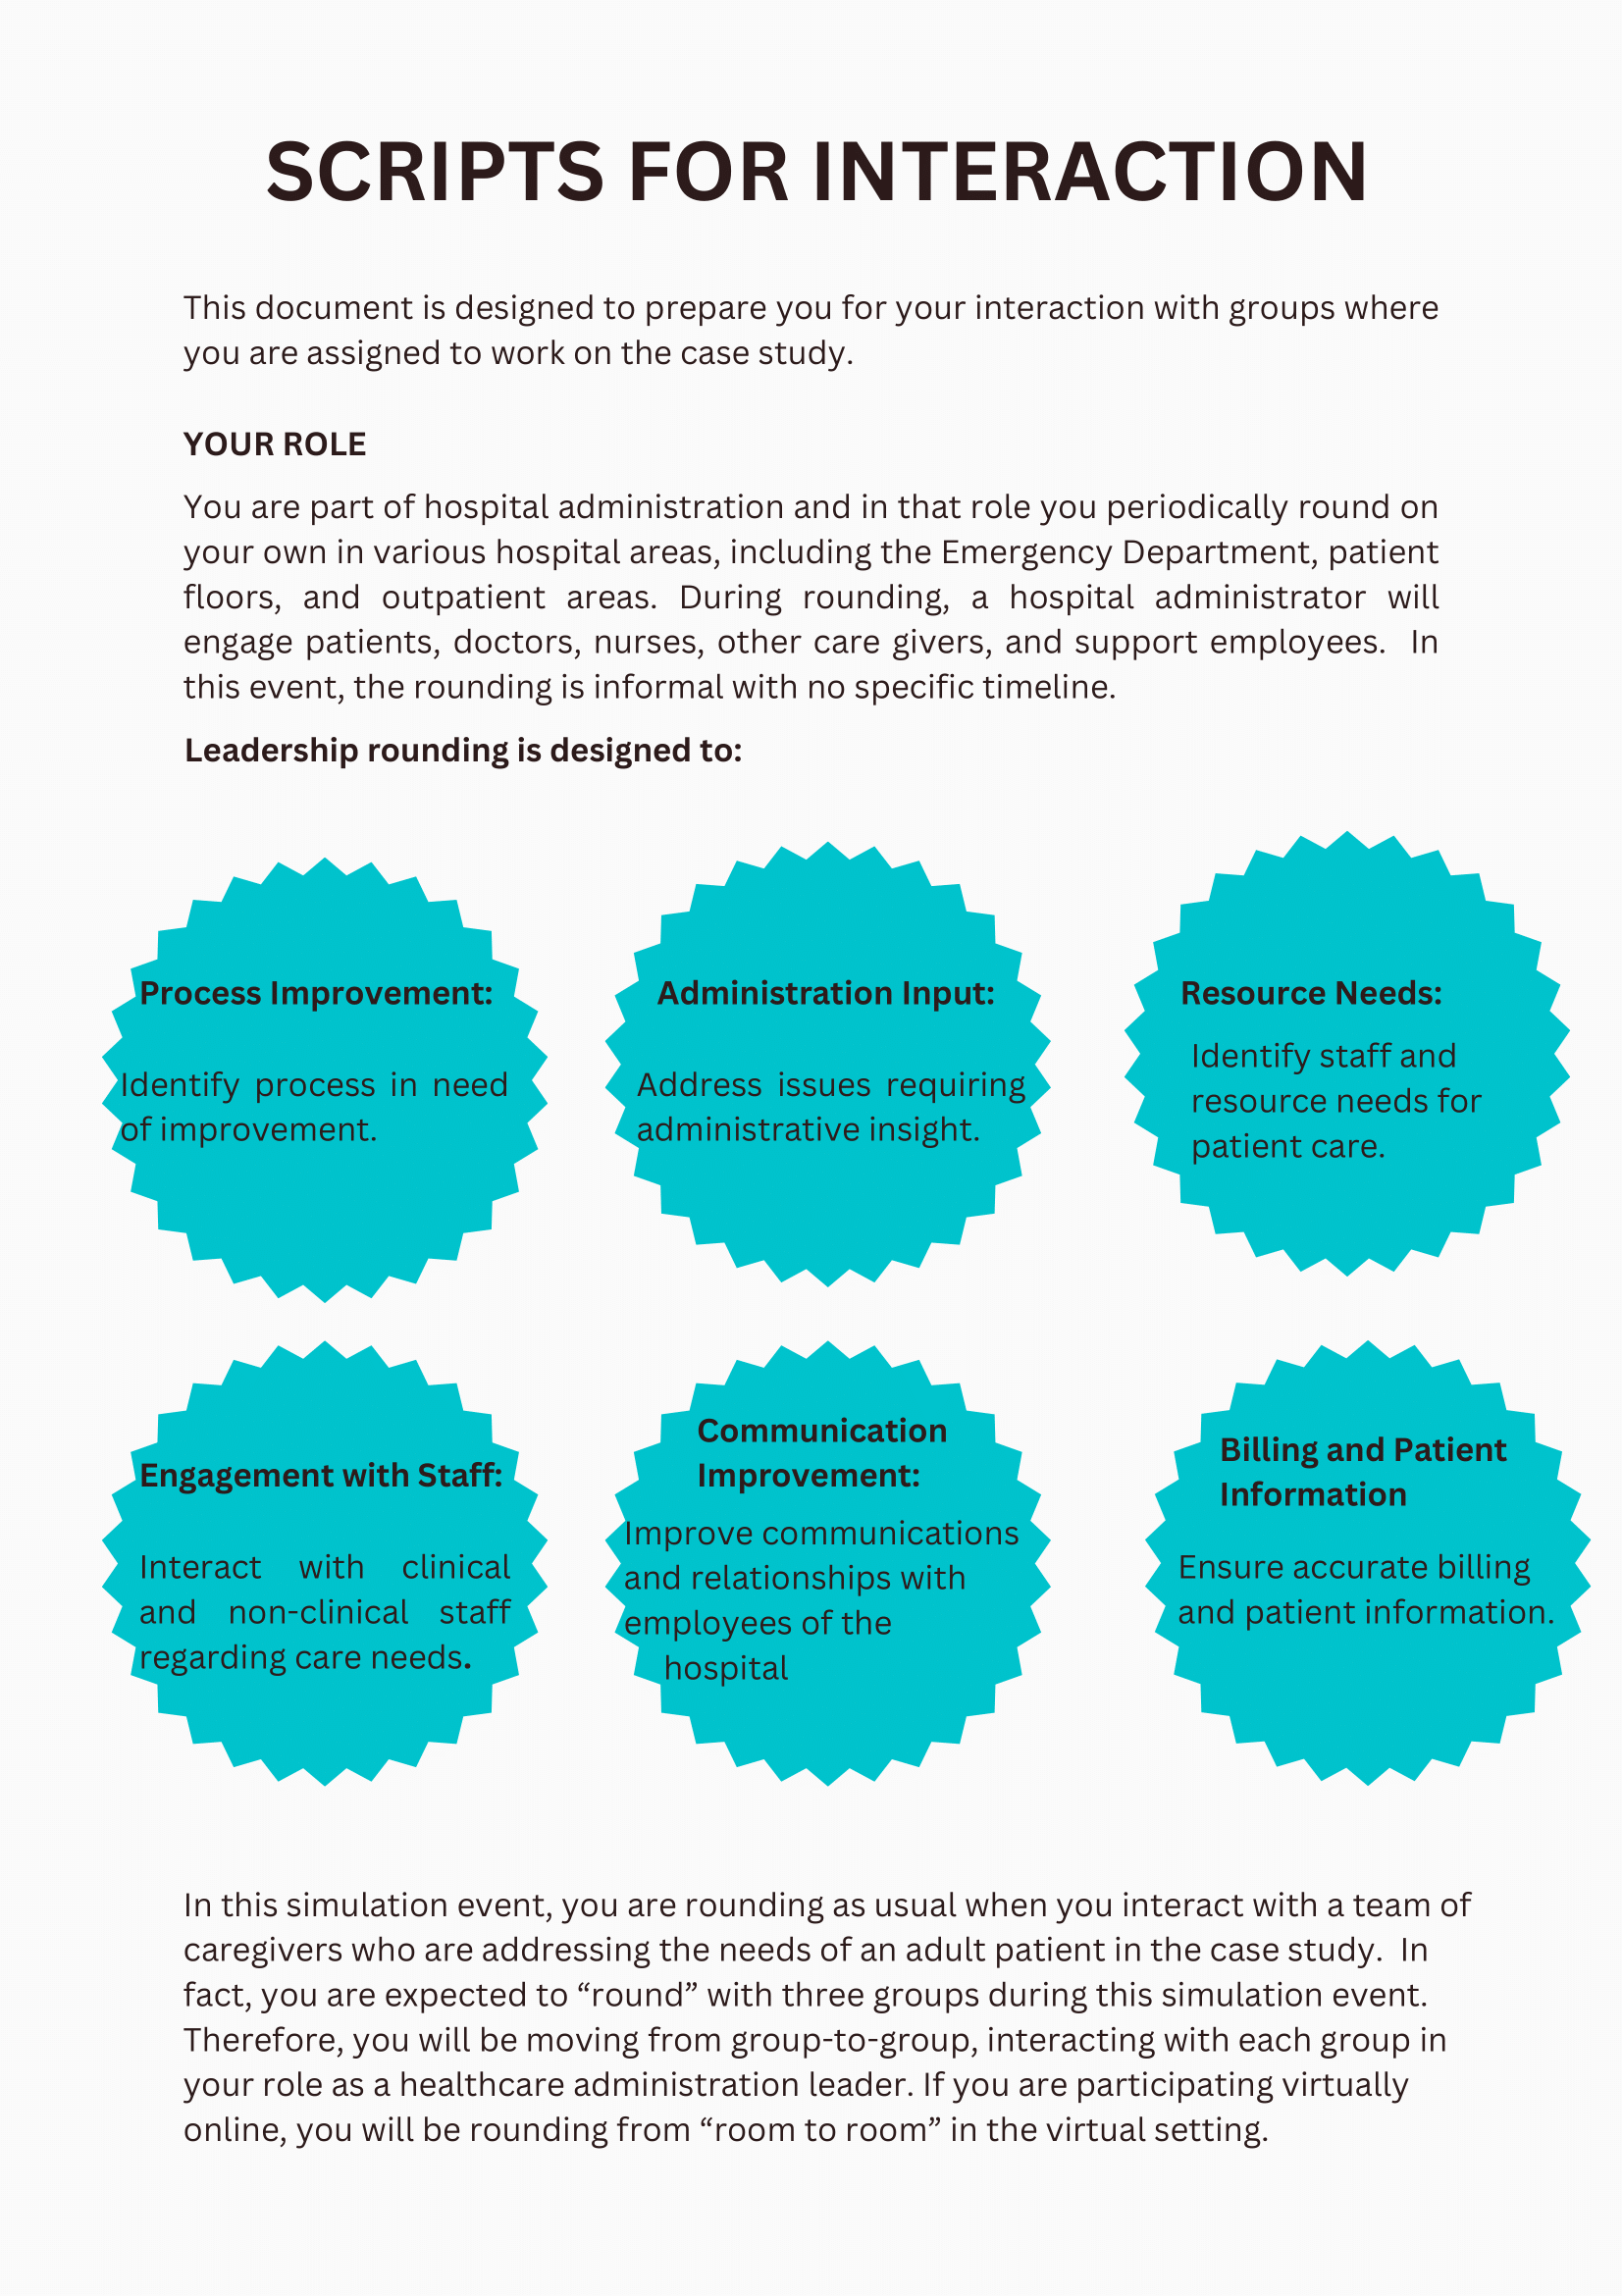 SCRIPTS FOR INTERACTION
This document is designed to prepare you for your interaction with groups where
you are assigned to work on the case study.
YOUR ROLE
You are part of hospital administration and in that role you periodically round on
your own in various hospital areas, including the Emergency Department, patient
floors, and outpatient areas. During rounding, a hospital administrator will
engage patients, doctors, nurses, other care givers, and support employees. In
this event, the rounding is informal with no specific timeline.
Leadership rounding is designed to:
Process Improvement:
Identify process in need
of improvement.
Administration Input:
Address issues requiring
administrative insight.
Resource Needs:
Identify staff and
resource needs for
patient care.
Engagement with Staff:
Interact with clinical
and non-clinical staff
regarding care needs.
Communication
Improvement:
Improve communications
and relationships with
employees of the
hospital
Billing and Patient
Information
Ensure accurate billing
and patient information.
In this simulation event, you are rounding as usual when you interact with a team of
caregivers who are addressing the needs of an adult patient in the case study. In
fact, you are expected to “round” with three groups during this simulation event.
Therefore, you will be moving from group-to-group, interacting with each group in
your role as a healthcare administration leader. If you are participating virtually
online, you will be rounding from “room to room” in the virtual setting.